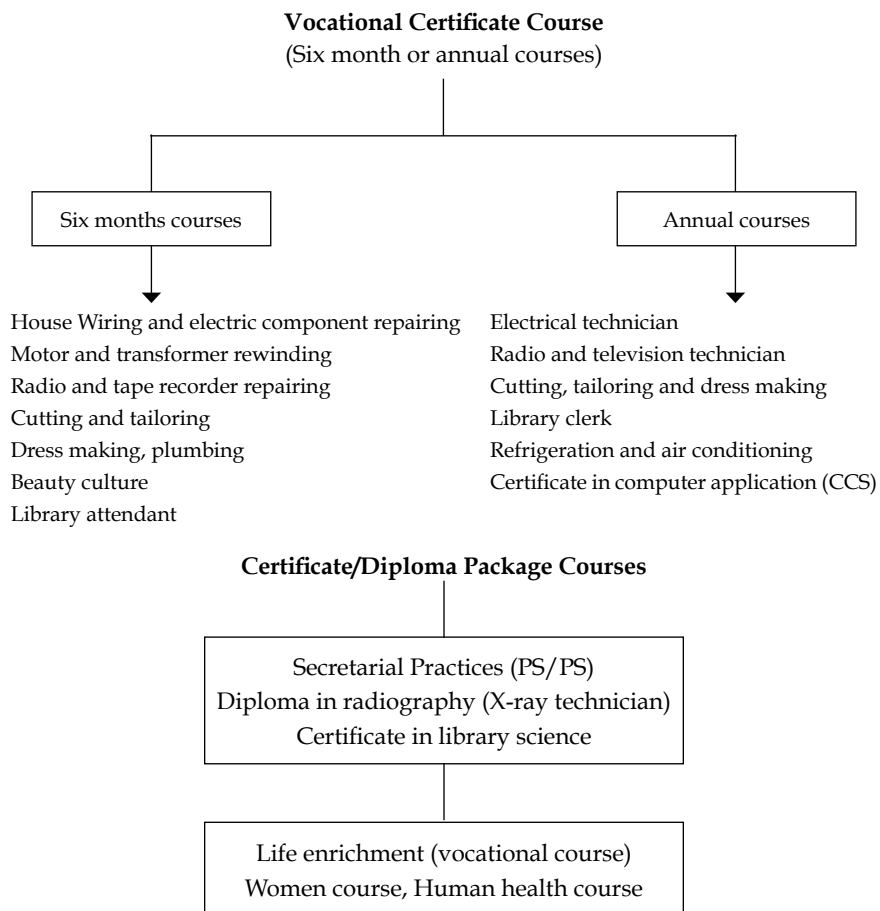 Vocational Certificate Course
(Six month or annual courses)
Six months courses
Annual courses
House Wiring and electric component repairing
Motor and transformer rewinding
Radio and tape recorder repairing
Cutting and tailoring
Dress making, plumbing
Beauty culture
Library attendant
Electrical technician
Radio and television technician
Cutting, tailoring and dress making
Library clerk
Refrigeration and air conditioning
Certificate in computer application (CCS)
Certificate/Diploma Package Courses
Secretarial Practices (PS/PS)
Diploma in radiography (X-ray technician)
Certificate in library science
Life enrichment (vocational course)
Women course, Human health course